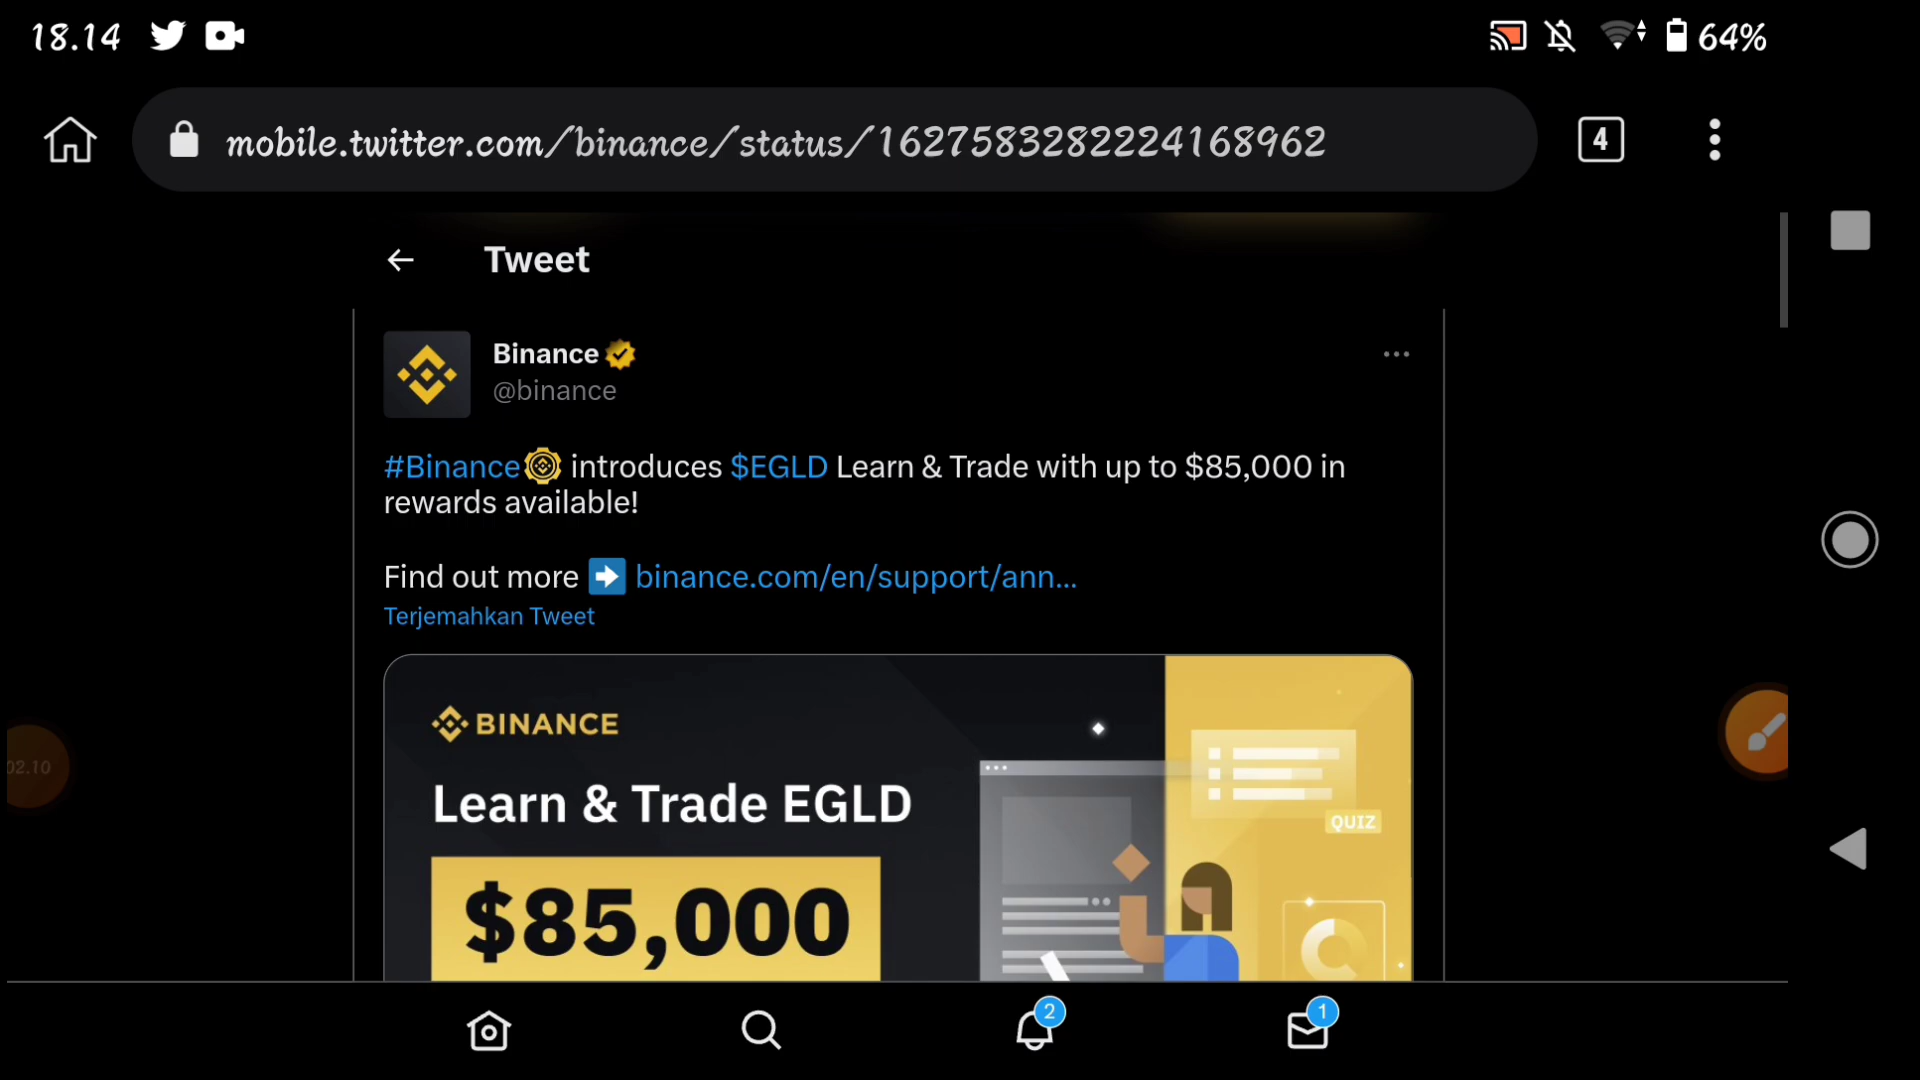 18.14
64%
mobile.twitter.com/binance/status/1627583282224168962
4
Tweet
Binance
@binance
#Binance introduces $EGLD Learn & Trade with up to $85,000 in
rewards available!
Find out more ➡ binance.com/en/support/ann...
Terjemahkan Tweet
BINANCE
Learn & Trade EGLD
$85,000
QUIZ
02.10
2
1